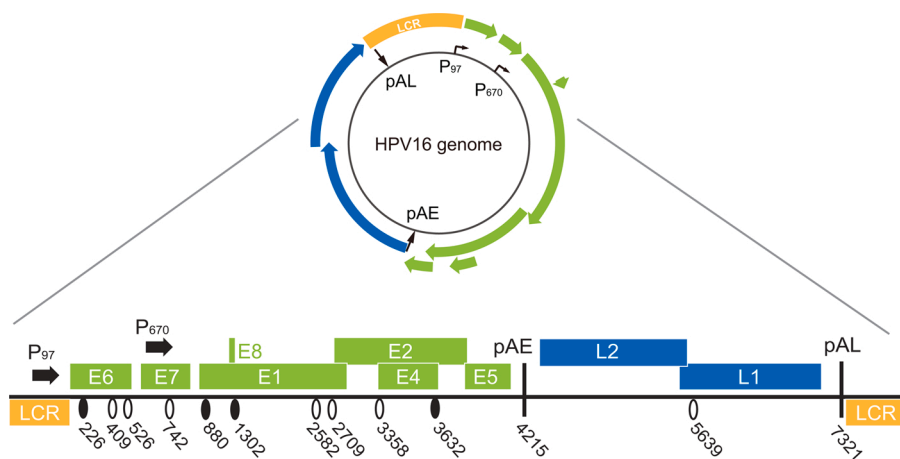 LCR
P97
P670
pAL
HPV16 genome
pAE
P670
P97
E8
E2
pAE
L2
pAL
E6
E7
E1
E4
E5
L1
LCR
LCR
226
409
526
742
880
1302
2582
2709
3358
3632
4215
5639
7321